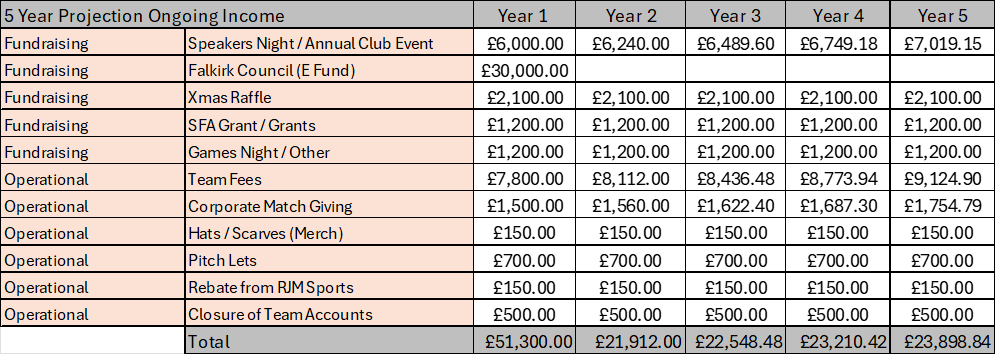 5 Year Projection Ongoing Income Year 1 Year 2 Year 3 Year 4 Year 5
Fundraising Speakers Night / Annual Club Event £6,000.00 £6,240.00 £6,489.60 £6,749.18 £7,019.15
Fundraising Falkirk Council (E Fund) £30,000.00
Fundraising Xmas Raffle £2,100.00 £2,100.00 £2,100.00 £2,100.00 £2,100.00
Fundraising SFA Grant / Grants £1,200.00 £1,200.00 £1,200.00 £1,200.00 £1,200.00
Fundraising Games Night / Other £1,200.00 £1,200.00 £1,200.00 £1,200.00 £1,200.00
Operational Team Fees £7,800.00 £8,112.00 £8,436.48 £8,773.94 £9,124.90
Operational Corporate Match Giving £1,500.00 £1,560.00 £1,622.40 £1,687.30 £1,754.79
Operational Hats / Scarves (Merch) £150.00 £150.00 £150.00 £150.00 £150.00
Operational Pitch Lets £700.00 £700.00 £700.00 £700.00 £700.00
Operational Rebate from RJM Sports £150.00 £150.00 £150.00 £150.00 £150.00
Operational Closure of Team Accounts £500.00 £500.00 £500.00 £500.00 £500.00
Total £51,300.00 £21,912.00 £22,548.48 £23,210.42 £23,898.84